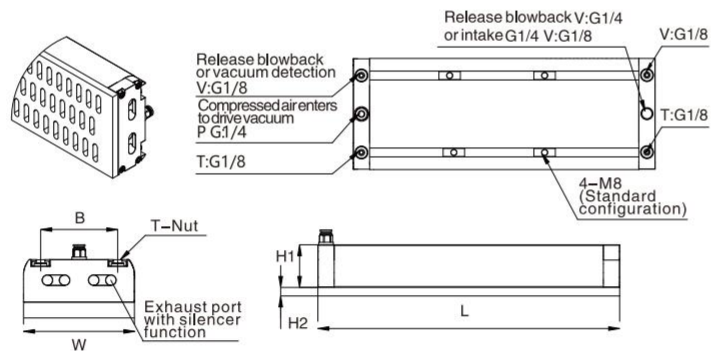 Release blowback V:G1/4
or intake G1/4 V:G1/8
V:G1/8
Release blowback
or vacuum detection
V:G1/8
Compressed air enters
to drive vacuum
P G1/4
T:G1/8
T:G1/8
4-M8
(Standard
configuration)
B
T-Nut
H1
Exhaust port
with silencer
function
H2
L
W